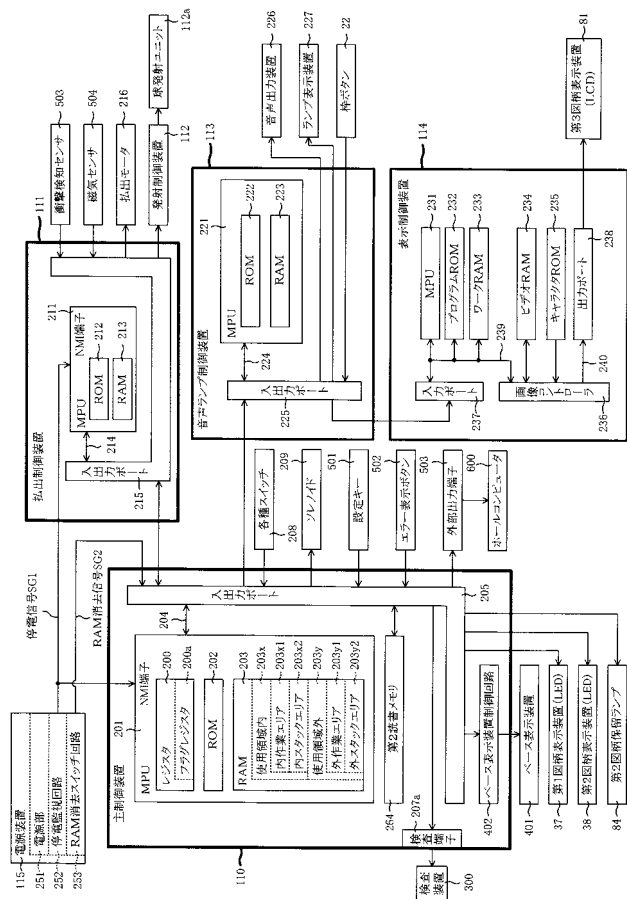 115
電源装置
251
電源部
252
停電監視回路
253
RAM消去スイッチ回路
停電信号SG1
RAM消去信号SG2
111
払出制御装置
211
NMI端子
212
ROM
213
RAM
MPU
214
入出力ポート
215
衝撃検知センサ
503
磁気センサ
504
払出モータ
216
発射制御装置
112
球発射ユニット
112a
110
主制御装置
201
NMI端子
MPU
レジスタ
200
フラグレジスタ
200a
ROM
202
RAM
203
使用領域内
203x
内作業エリア
203x1
内スタックエリア
203x2
使用領域外
203y
外作業エリア
203y1
外スタックエリア
203y2
204
入出力ポート
205
第2読書メモリ
254
207a
検査端子
検査装置
300
各種スイッチ
208
ソレノイド
209
設定キー
501
エラー表示ボタン
502
外部出力端子
503
ホールコンピュータ
600
ベース表示装置制御回路
402
ベース表示装置
401
第1図柄表示装置(LED)
37
第2図柄表示装置(LED)
38
第2図柄保留ランプ
84
113
音声ランプ制御装置
221
MPU
ROM
222
RAM
223
224
入出力ポート
225
音声出力装置
226
ランプ表示装置
227
枠ボタン
22
114
表示制御装置
MPU
231
プログラムROM
232
ワークRAM
233
ビデオRAM
234
キャラクタROM
235
出力ポート
238
239
240
入力ポート
237
画像コントローラ
236
第3図柄表示装置
(LCD)
81